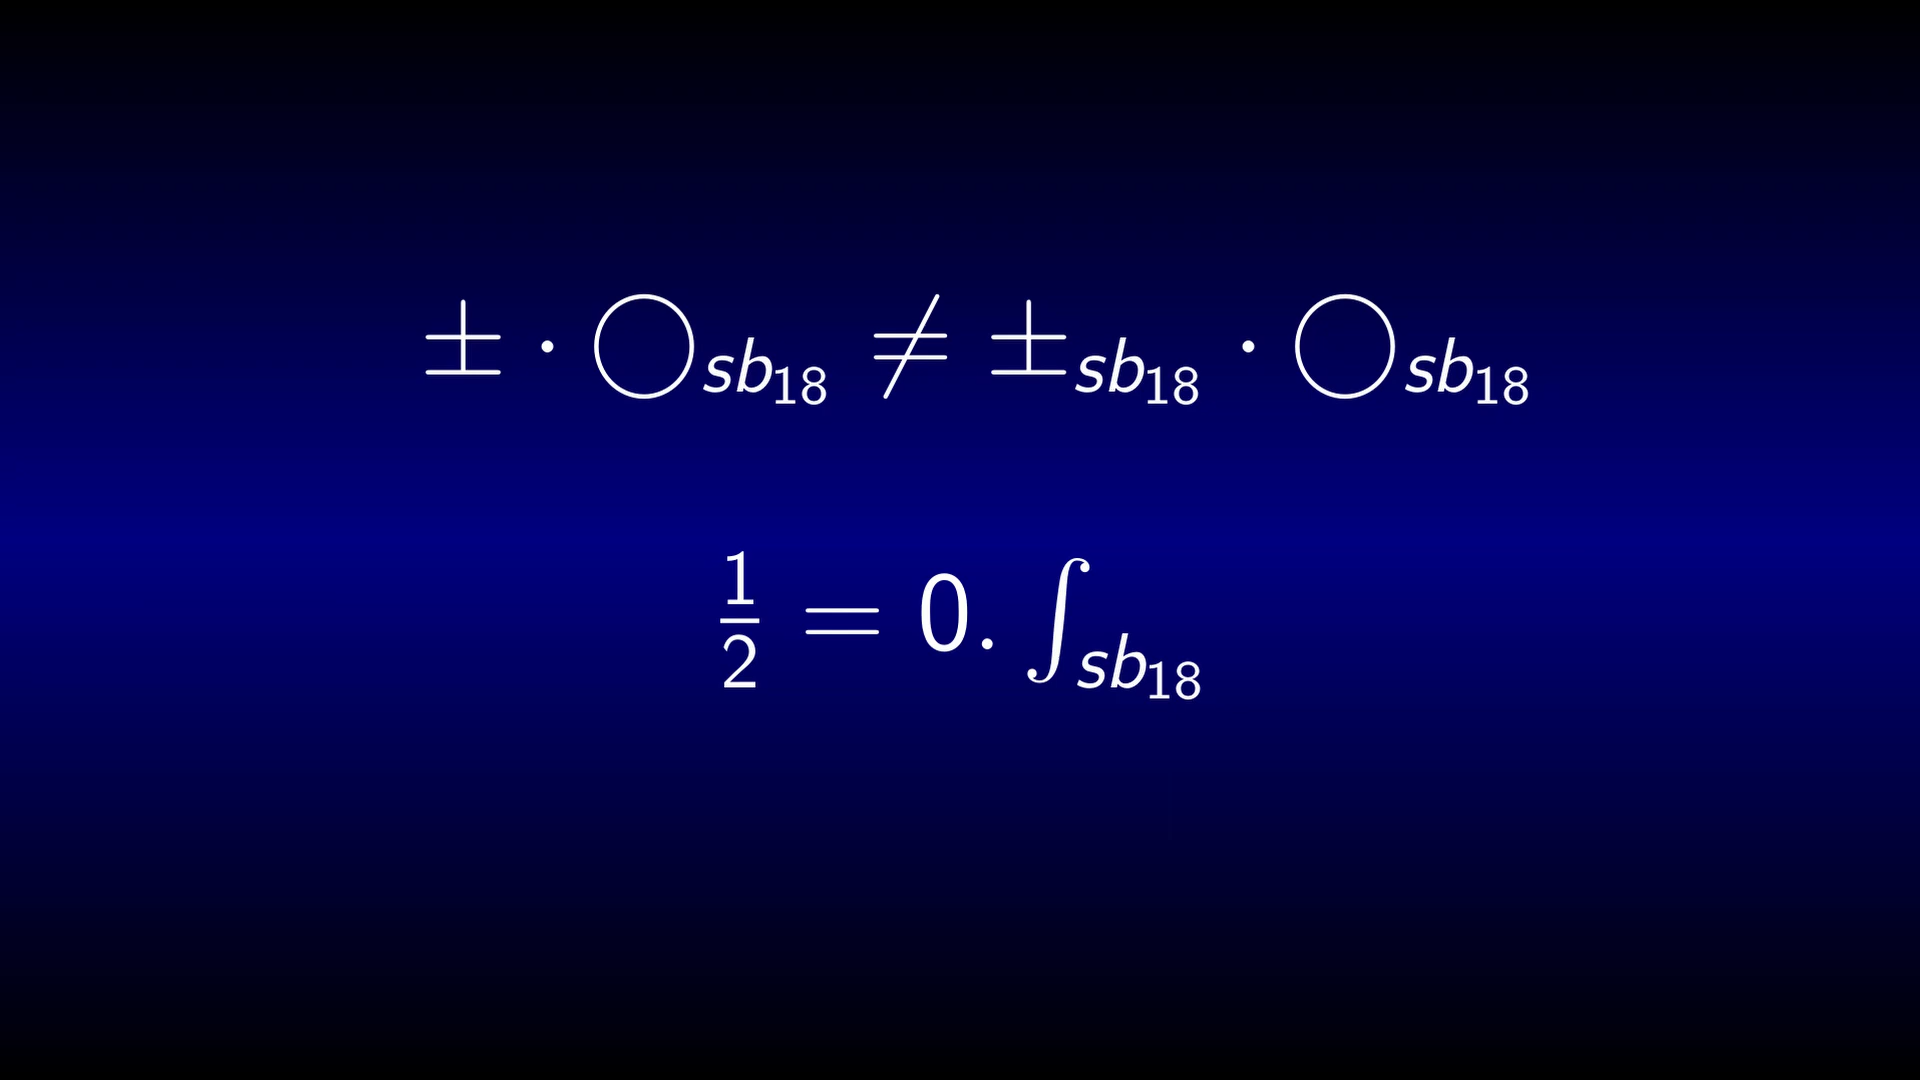 ± · ◯sb₁₈ ≠ ±sb₁₈ · ◯sb₁₈
1/2 = 0.∫sb₁₈